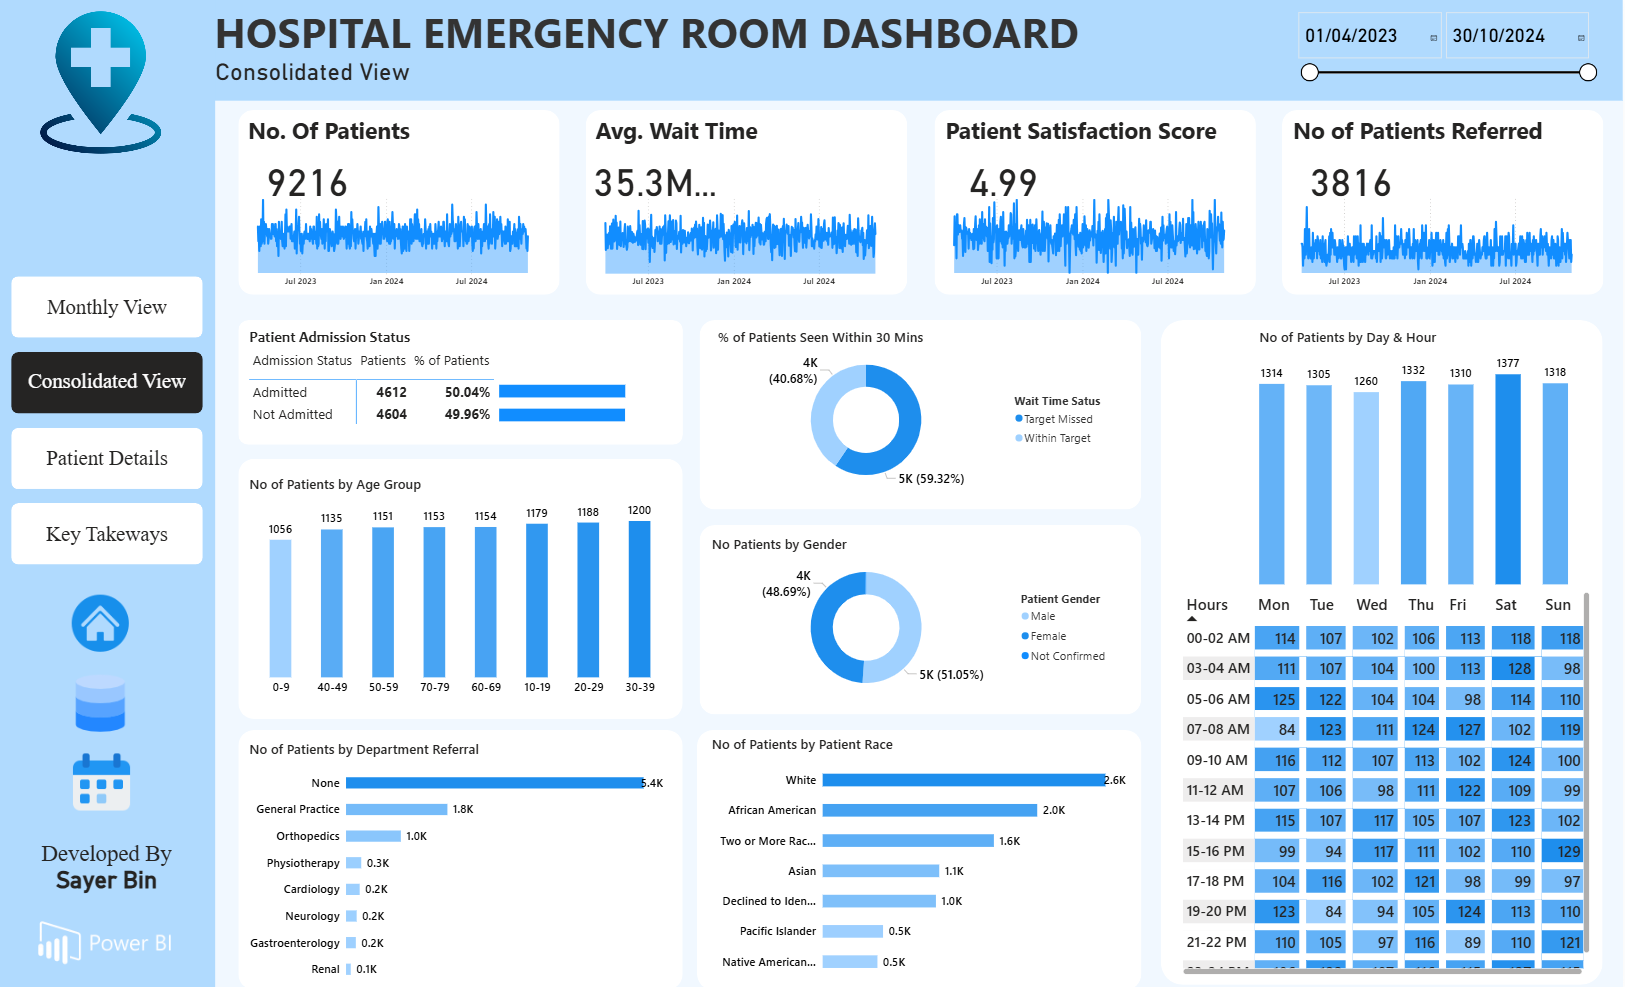 HOSPITAL EMERGENCY ROOM DASHBOARD
Consolidated View
01/04/2023
30/10/2024
Monthly View
Consolidated View
Patient Details
Key Takeways
Developed By
Sayer Bin
Power BI
No. Of Patients
9216
Jul 2023 Jan 2024 Jul 2024
Avg. Wait Time
35.3M...
Jul 2023 Jan 2024 Jul 2024
Patient Satisfaction Score
4.99
Jul 2023 Jan 2024 Jul 2024
No of Patients Referred
3816
Jul 2023 Jan 2024 Jul 2024
Patient Admission Status
Admission Status Patients % of Patients
Admitted 4612 50.04%
Not Admitted 4604 49.96%
No of Patients by Age Group
1056 1135 1151 1153 1154 1179 1188 1200
0-9 40-49 50-59 70-79 60-69 10-19 20-29 30-39
No of Patients by Department Referral
None 5.4K
General Practice 1.8K
Orthopedics 1.0K
Physiotherapy 0.3K
Cardiology 0.2K
Neurology 0.2K
Gastroenterology 0.2K
Renal 0.1K
% of Patients Seen Within 30 Mins
4K
(40.68%)
5K (59.32%)
Wait Time Satus
Target Missed
Within Target
No Patients by Gender
4K
(48.69%)
5K (51.05%)
Patient Gender
Male
Female
Not Confirmed
No of Patients by Patient Race
White 2.6K
African American 2.0K
Two or More Rac... 1.6K
Asian 1.1K
Declined to Iden... 1.0K
Pacific Islander 0.5K
Native American... 0.5K
No of Patients by Day & Hour
1314 1305 1260 1332 1310 1377 1318
Hours Mon Tue Wed Thu Fri Sat Sun
00-02 AM 114 107 102 106 113 118 118
03-04 AM 111 107 104 100 113 128 98
05-06 AM 125 122 104 104 98 114 110
07-08 AM 84 123 111 124 127 102 119
09-10 AM 116 112 107 113 102 124 100
11-12 AM 107 106 98 111 122 109 99
13-14 PM 115 107 117 105 107 123 102
15-16 PM 99 94 117 111 102 110 129
17-18 PM 104 116 102 121 98 99 97
19-20 PM 123 84 94 105 124 113 110
21-22 PM 110 105 97 116 89 110 121